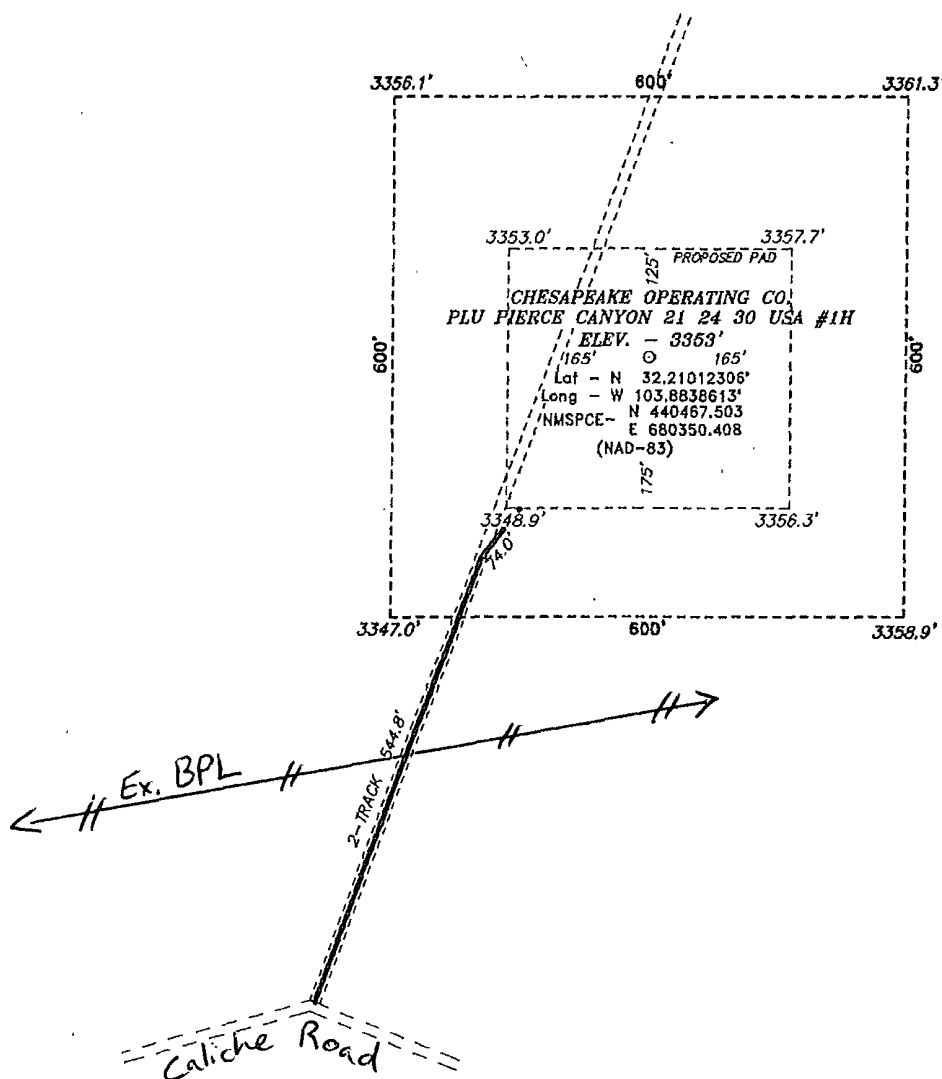 600'
3356.1'
3361.3'
3353.0'
3357.7'
125'
PROPOSED PAD
CHESAPEAKE OPERATING CO.
PLU PIERCE CANYON 21 24 30 USA #1H
ELEV. - 3353'
600'
165'
165'
600'
Lat - N 32.21012306°
Long - W 103.8838613°
NMSPCE- N 440467.503
E 680350.408
(NAD-83)
175'
3348.9'
3356.3'
74.0'
3347.0'
600'
3358.9'
2-TRACK 544.8'
Ex. BPL
Caliche Road